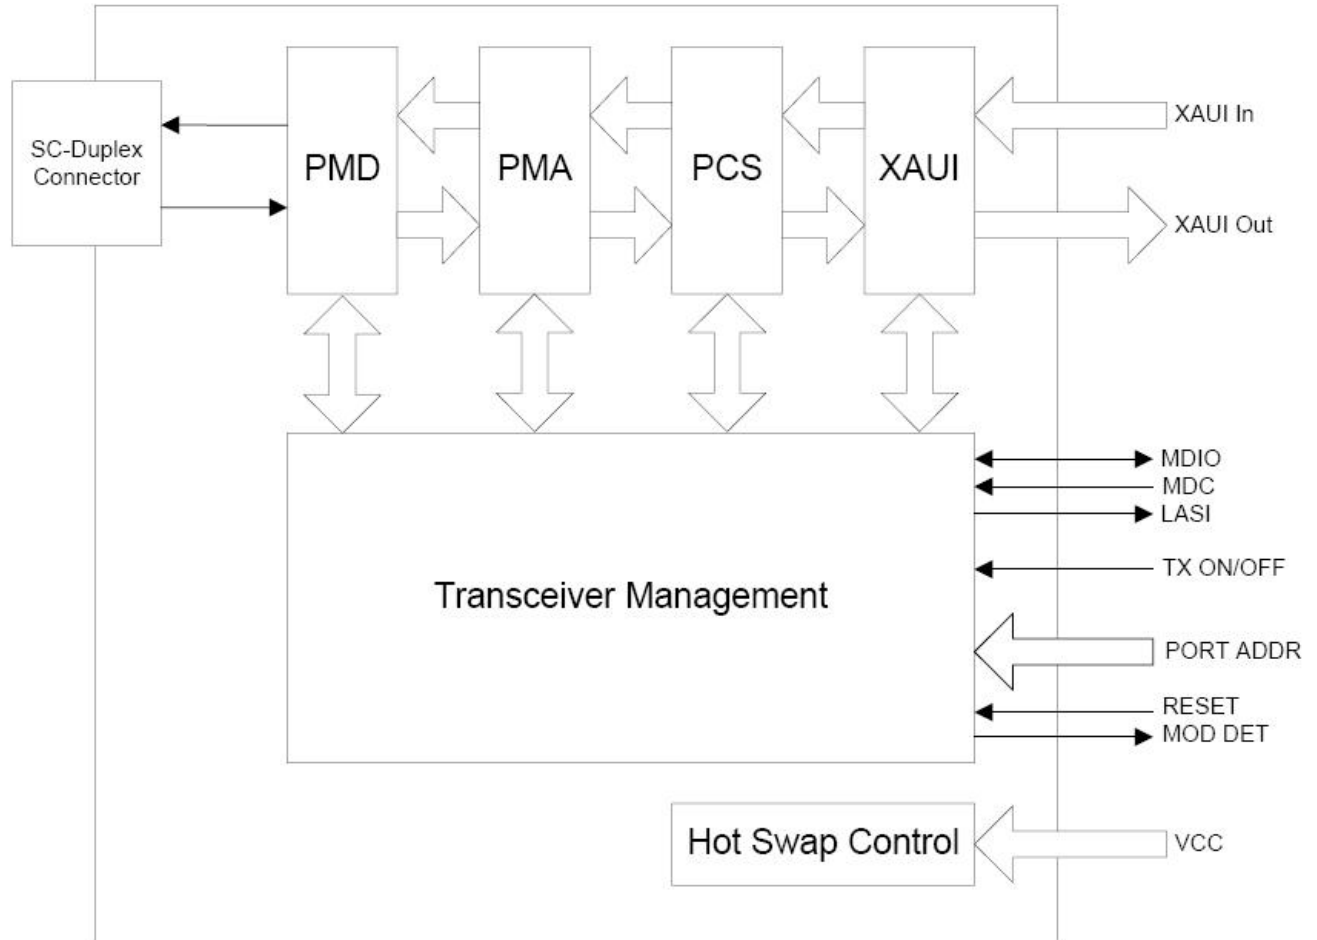 XAUI In
SC-Duplex
Connector
PMD
PMA
PCS
XAUI
XAUI Out
MDIO
MDC
LASI
TX ON/OFF
Transceiver Management
PORT ADDR
RESET
MOD DET
Hot Swap Control
VCC